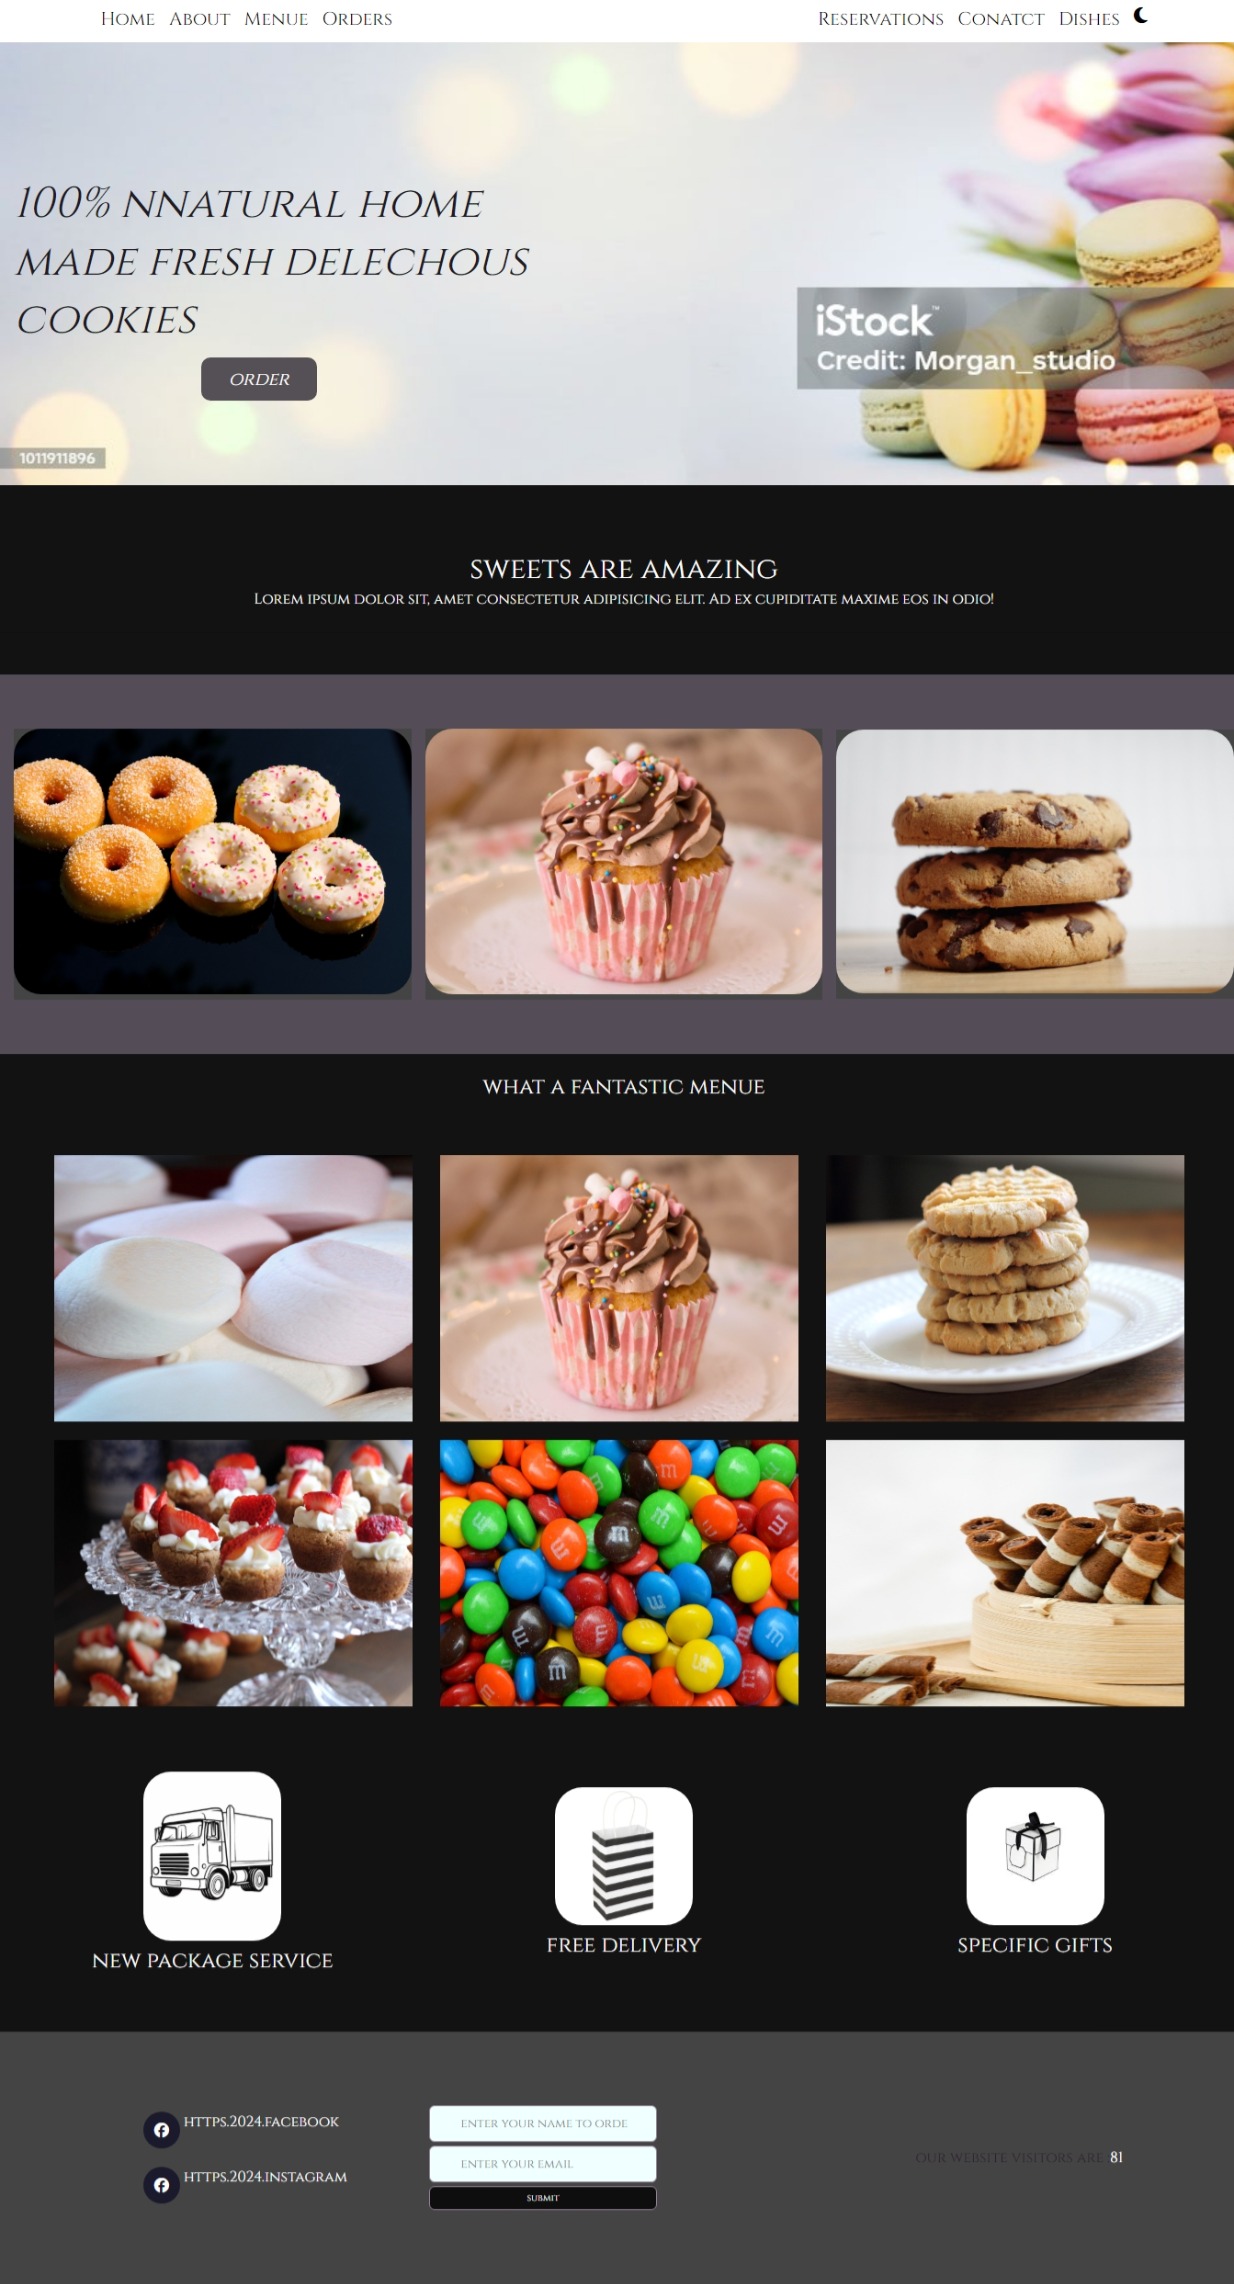 Home About Menue Orders
Reservations Conatct Dishes
100% nnatural home
made fresh delechous
cookies
order
iStock™
Credit: Morgan_studio
1011911896
sweets are amazing
Lorem ipsum dolor sit, amet consectetur adipisicing elit. Ad ex cupiditate maxime eos in odio!
what a fantastic menue
m m m m m m m m m m m m
new package service
free delivery
specific gifts
https.2024.facebook
https.2024.instagram
enter your name to orde
enter your email
submit
our website visitors are 81